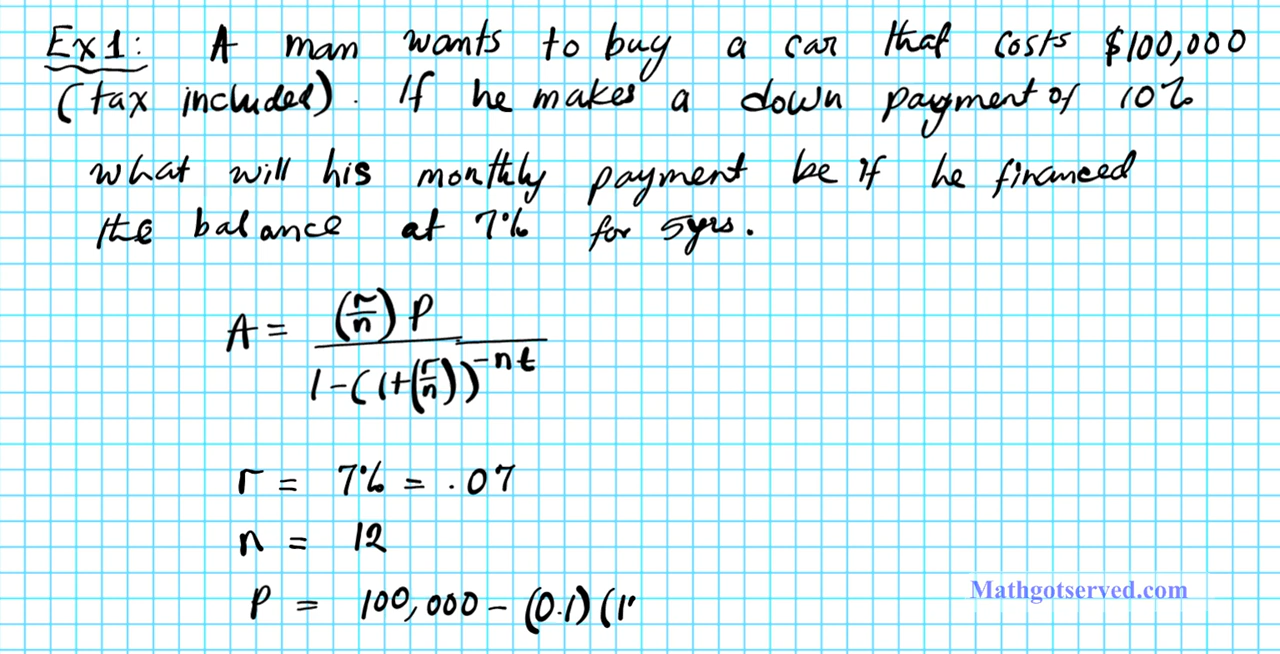 Ex1: A man wants to buy a car that costs $100,000
(tax included). If he makes a down payment of 10%
what will his monthly payment be if he financed
the balance at 7% for 5yrs.
A = (r/n) P / 1-(1+(r/n))^-nt
r = 7% = .07
n = 12
P = 100,000 - (0.1) (1
Mathgotserved.com